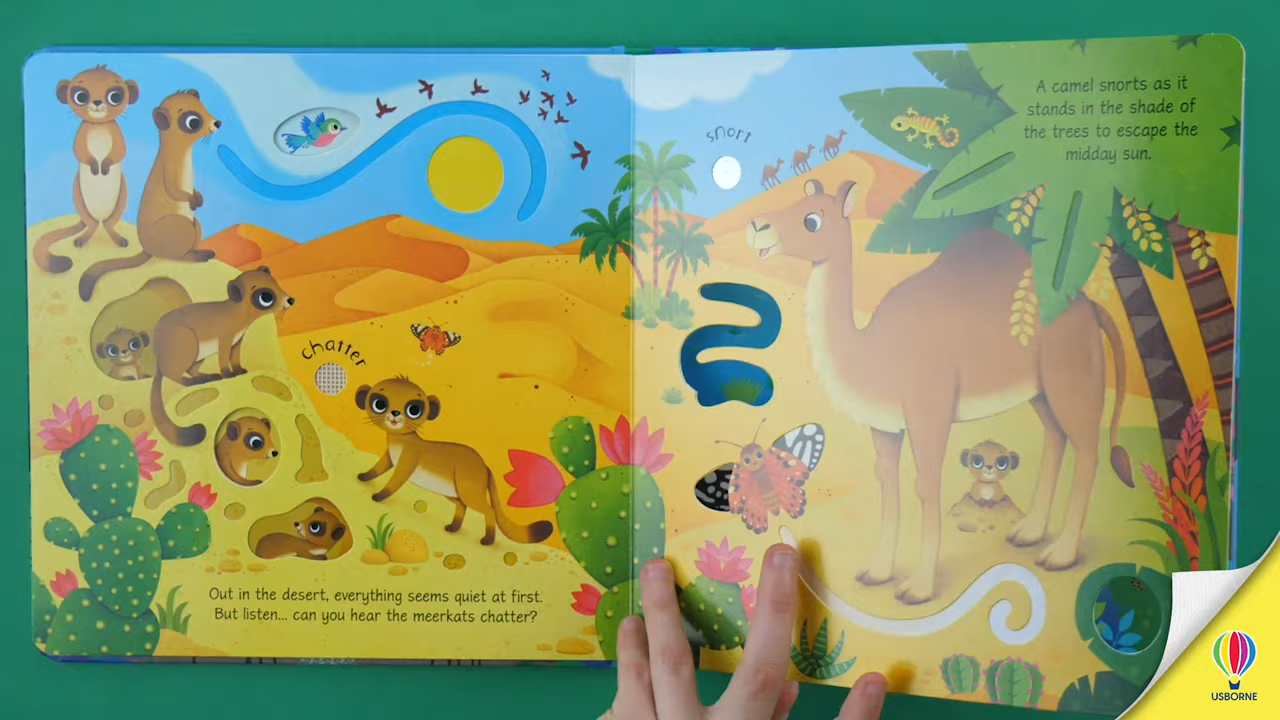 chatter
Out in the desert, everything seems quiet at first.
But listen... can you hear the meerkats chatter?
snort
A camel snorts as it
stands in the shade of
the trees to escape the
midday sun.
USBORNE